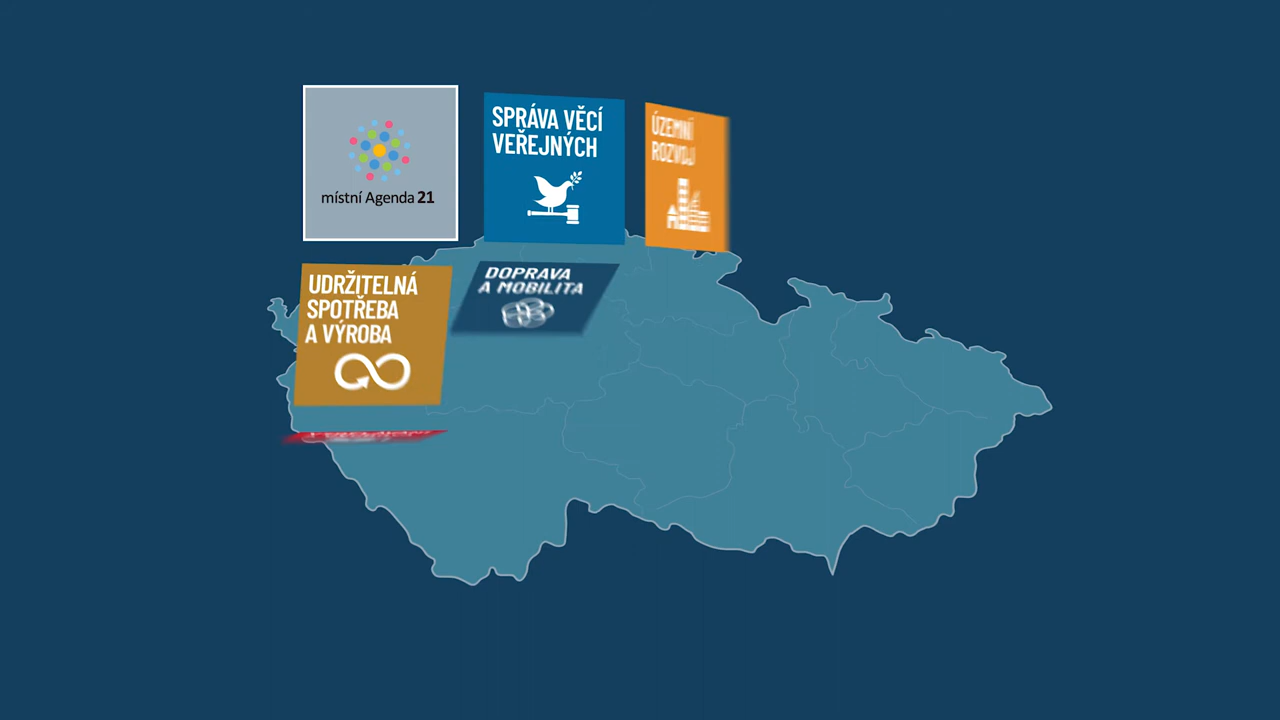 místní Agenda 21
SPRÁVA VĚCÍ
VEŘEJNÝCH
ÚZEMNÍ
ROZVOJ
UDRŽITELNÁ
SPOTŘEBA
A VÝROBA
DOPRAVA
A MOBILITA